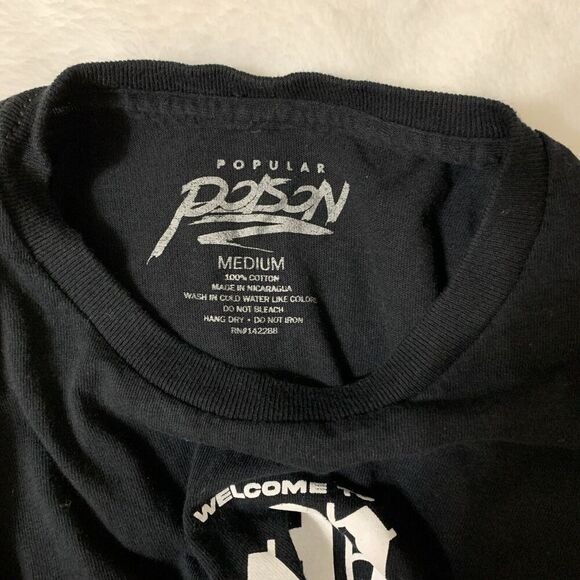 POPULAR
POISON
MEDIUM
100% COTTON
MADE IN NICARAGUA
WASH IN COLD WATER LIKE COLORS
DO NOT BLEACH
HANG DRY • DO NOT IRON
RN#142288
WELCOME TO